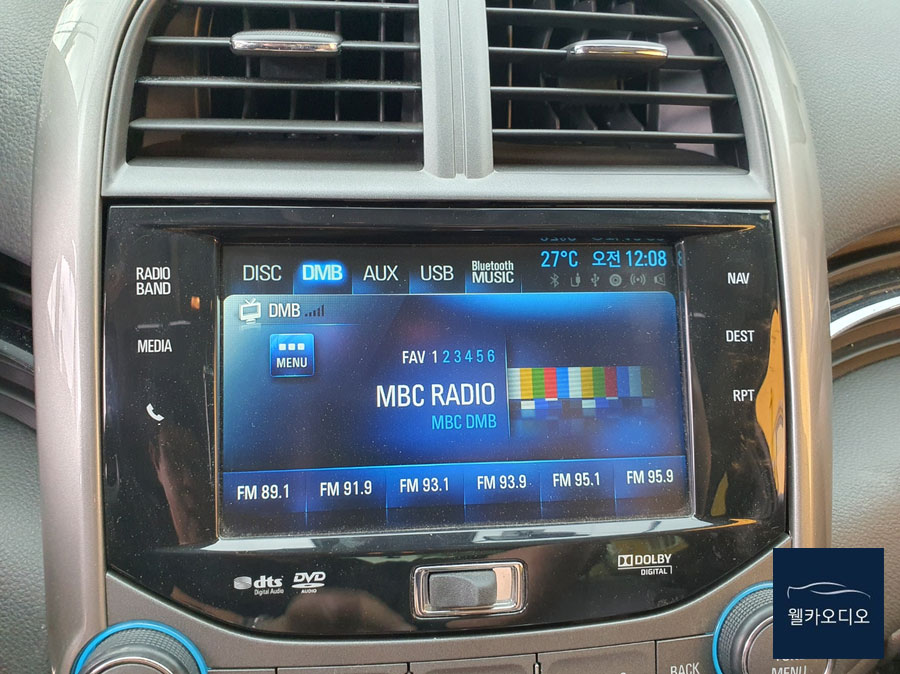 RADIO
BAND
MEDIA
DISC DMB AUX USB Bluetooth
MUSIC
27°C 오전 12:08
DMB
MENU
FAV 1 2 3 4 5 6
MBC RADIO
MBC DMB
FM 89.1 FM 91.9 FM 93.1 FM 93.9 FM 95.1 FM 95.9
NAV
DEST
RPT
dts
Digital Audio
DVD
AUDIO
DOLBY
DIGITAL
BACK
MENU
웰카오디오